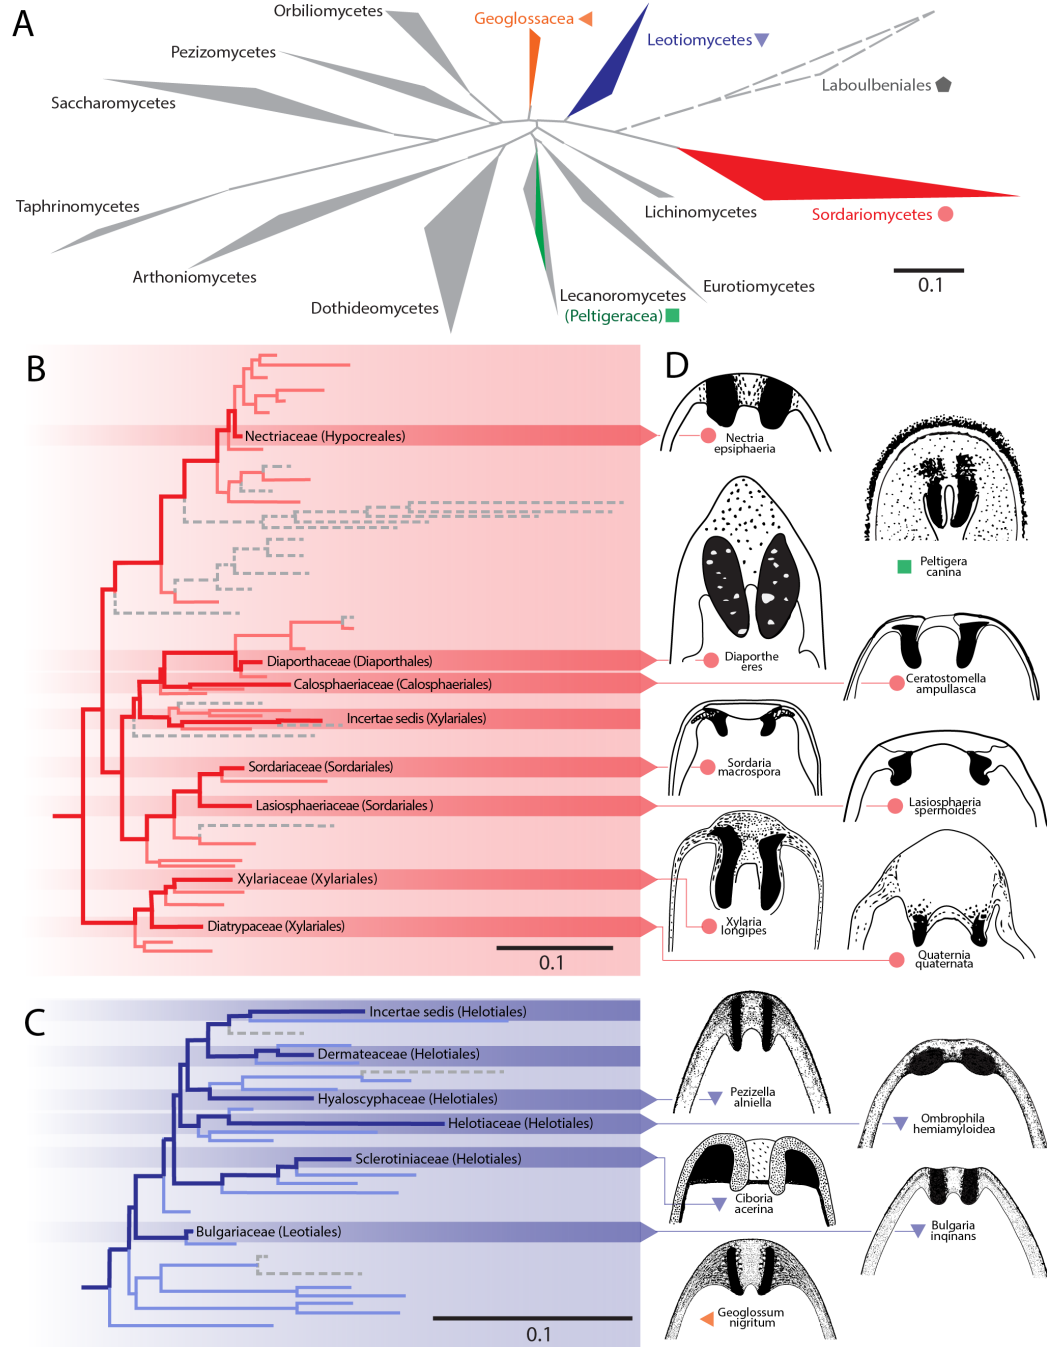 A
Orbiliomycetes
Geoglossacea
Leotiomycetes
Pezizomycetes
Saccharomycetes
Laboulbeniales
Taphrinomycetes
Lichinomycetes
Sordariomycetes
Arthoniomycetes
Dothideomycetes
Lecanoromycetes
(Peltigeracea)
Eurotiomycetes
0.1
B
Nectriaceae (Hypocreales)
Diaporthaceae (Diaporthales)
Calosphaeriaceae (Calosphaeriales)
Incertae sedis (Xylariales)
Sordariaceae (Sordariales)
Lasiosphaeriaceae (Sordariales )
Xylariaceae (Xylariales)
Diatrypaceae (Xylariales)
0.1
C
Incertae sedis (Helotiales)
Dermateaceae (Helotiales)
Hyaloscyphaceae (Helotiales)
Helotiaceae (Helotiales)
Sclerotiniaceae (Helotiales)
Bulgariaceae (Leotiales)
0.1
D
Nectria
epsiphaeria
Peltigera
canina
Diaporthe
eres
Ceratostomella
ampullasca
Sordaria
macrospora
Lasiosphaeria
spermoides
Xylaria
longipes
Quaternia
quaternata
Pezizella
alniella
Ombrophila
hemiamyloidea
Ciboria
acerina
Bulgaria
inqinans
Geoglossum
nigritum